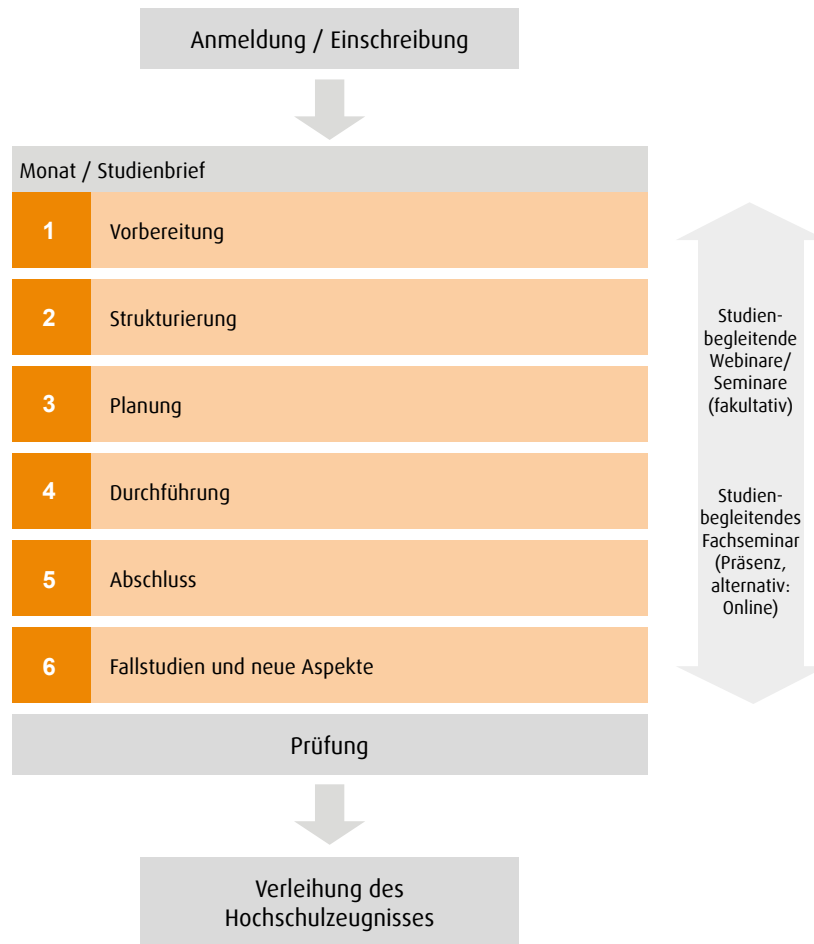 Anmeldung / Einschreibung
Monat / Studienbrief
1 Vorbereitung
2 Strukturierung
3 Planung
4 Durchführung
5 Abschluss
6 Fallstudien und neue Aspekte
Studien-
begleitende
Webinare/
Seminare
(fakultativ)
Studien-
begleitendes
Fachseminar
(Präsenz,
alternativ:
Online)
Prüfung
Verleihung des
Hochschulzeugnisses